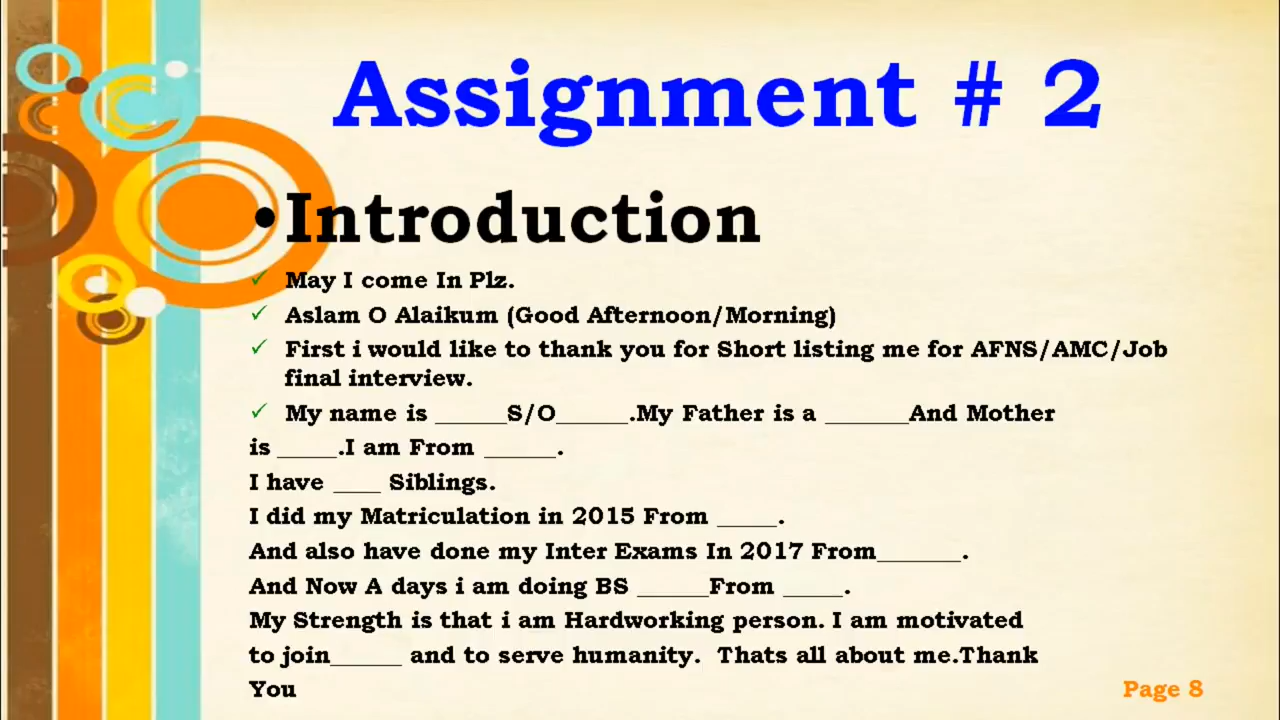 Assignment # 2
•Introduction
✓ May I come In Plz.
✓ Aslam O Alaikum (Good Afternoon/Morning)
✓ First i would like to thank you for Short listing me for AFNS/AMC/Job
final interview.
✓ My name is ______S/O______.My Father is a _______And Mother
is _____.I am From ______.
I have ____ Siblings.
I did my Matriculation in 2015 From _____.
And also have done my Inter Exams In 2017 From_______.
And Now A days i am doing BS ______From _____.
My Strength is that i am Hardworking person. I am motivated
to join______ and to serve humanity.  Thats all about me.Thank
You
Page 8